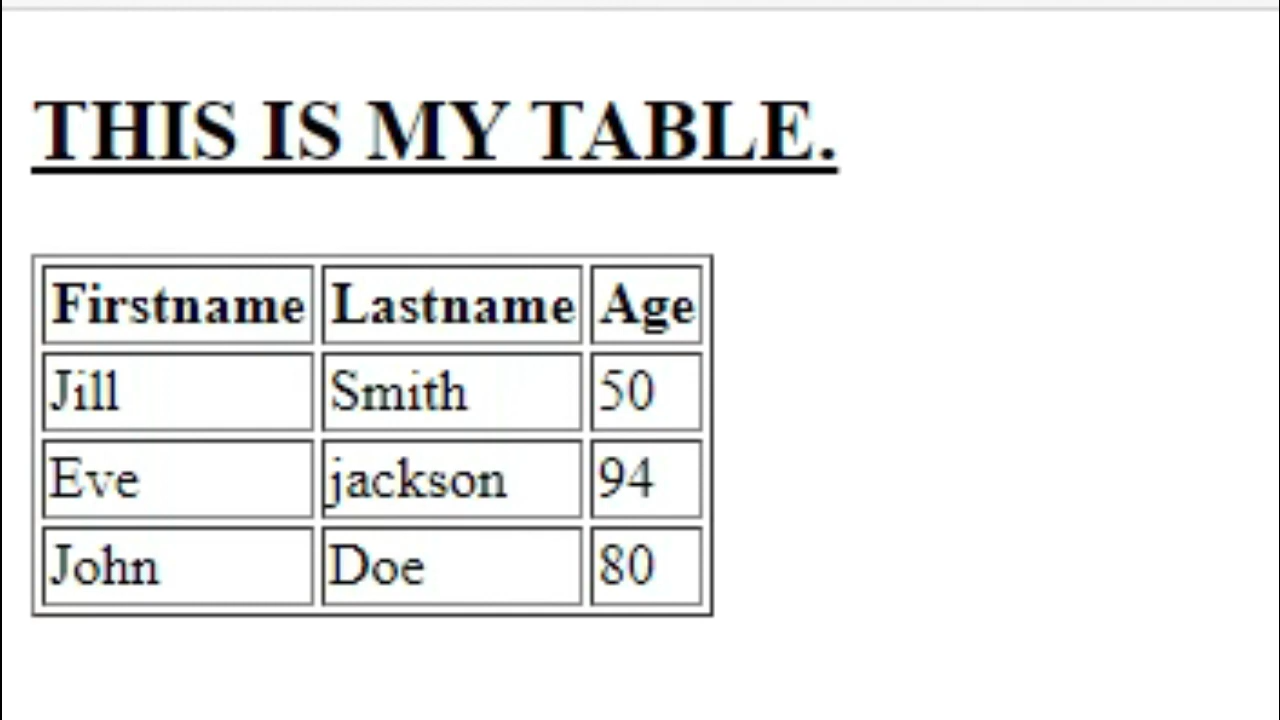 THIS IS MY TABLE.
Firstname Lastname Age
Jill Smith 50
Eve jackson 94
John Doe 80